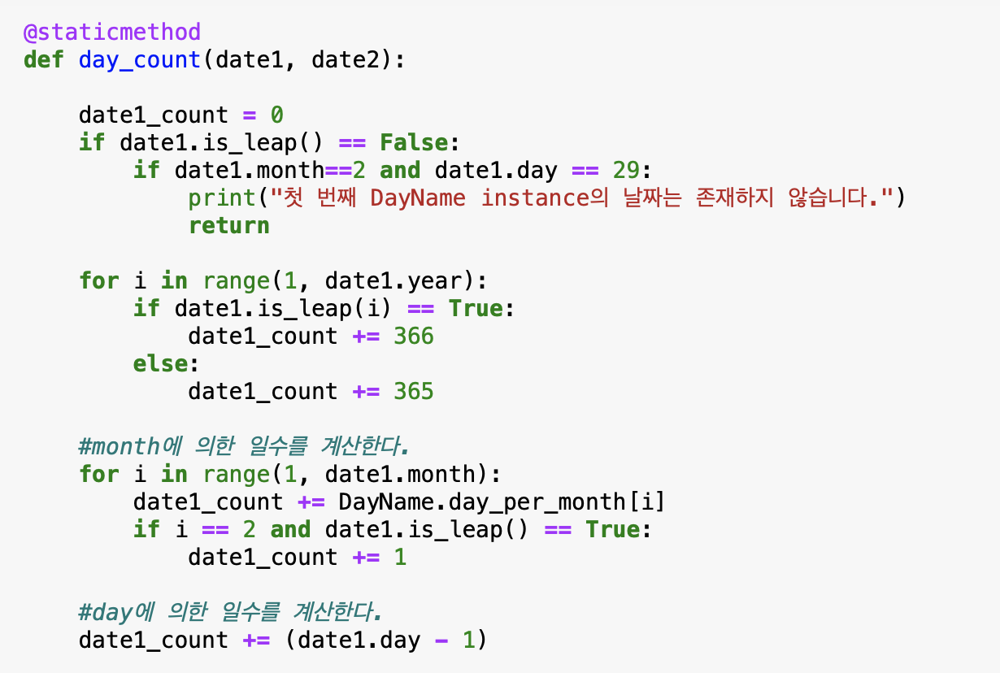 @staticmethod
def day_count(date1, date2):
    date1_count = 0
    if date1.is_leap() == False:
        if date1.month==2 and date1.day == 29:
            print("첫 번째 DayName instance의 날짜는 존재하지 않습니다.")
            return
    for i in range(1, date1.year):
        if date1.is_leap(i) == True:
            date1_count += 366
        else:
            date1_count += 365
    #month에 의한 일수를 계산한다.
    for i in range(1, date1.month):
        date1_count += DayName.day_per_month[i]
        if i == 2 and date1.is_leap() == True:
            date1_count += 1
    #day에 의한 일수를 계산한다.
    date1_count += (date1.day - 1)